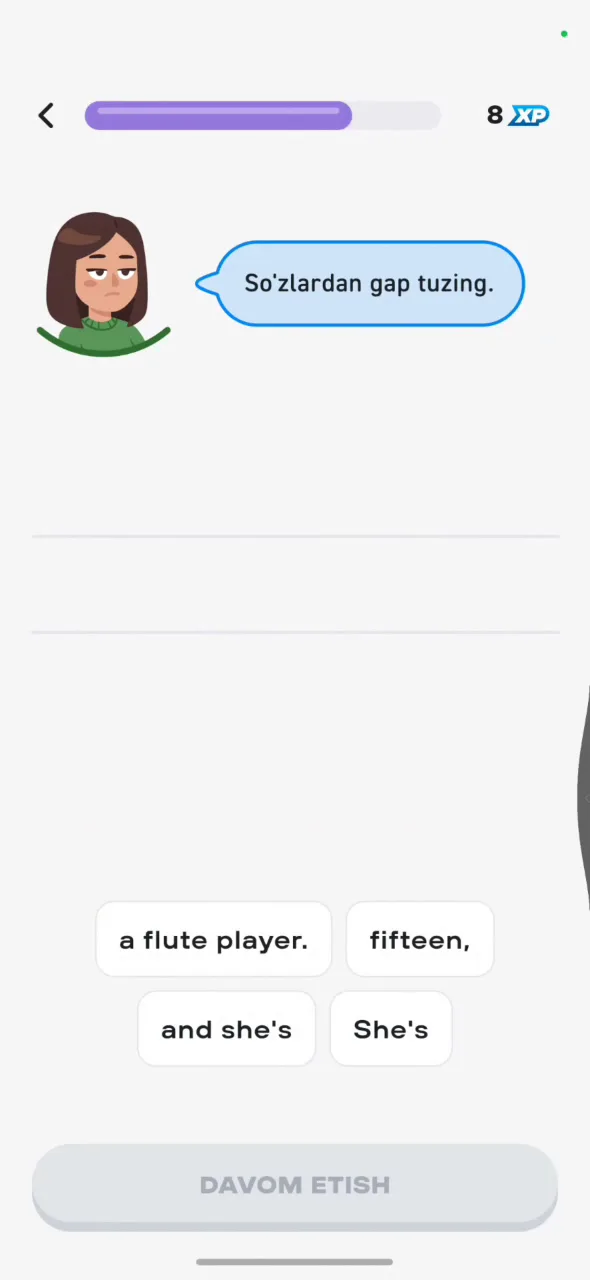 8 XP
So'zlardan gap tuzing.
a flute player. fifteen,
and she's She's
DAVOM ETISH